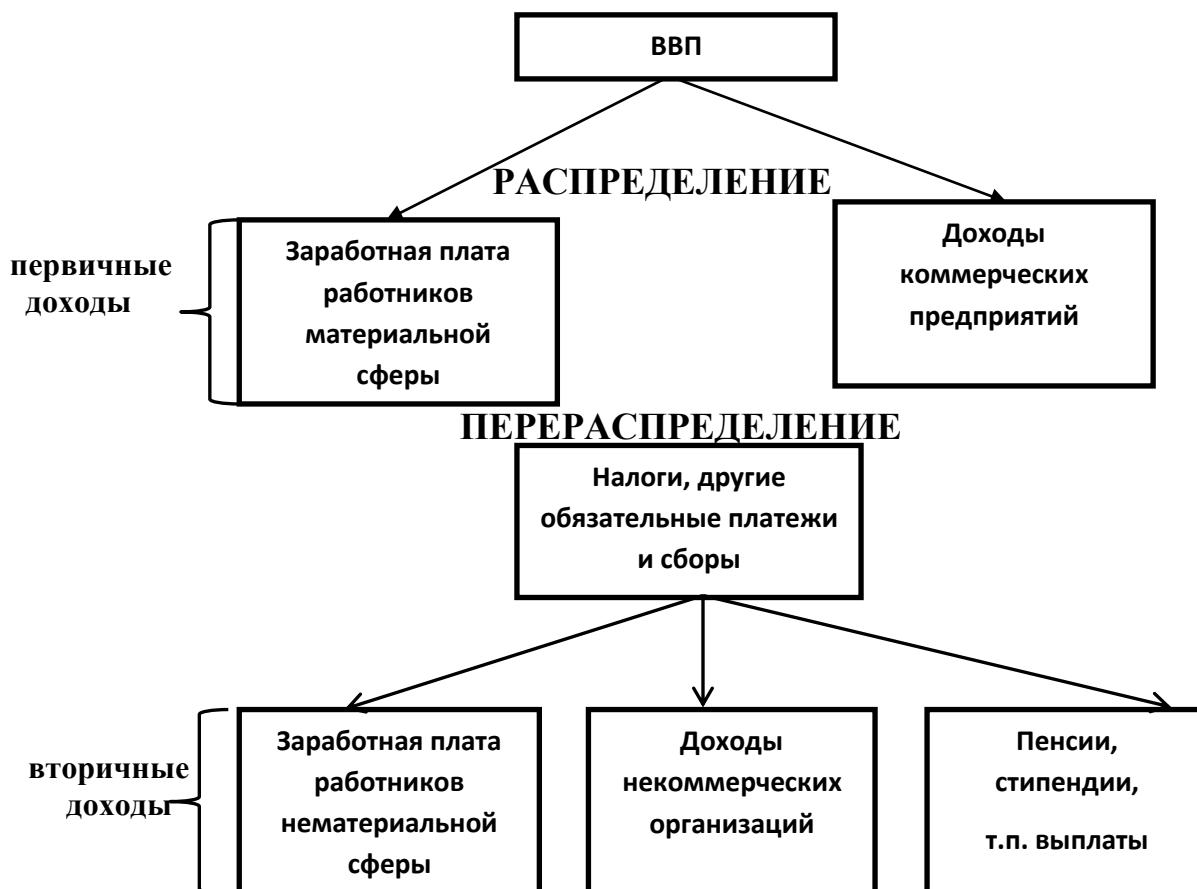 ВВП
РАСПРЕДЕЛЕНИЕ
первичные
доходы
Заработная плата
работников
материальной
сферы
Доходы
коммерческих
предприятий
ПЕРЕРАСПРЕДЕЛЕНИЕ
Налоги, другие
обязательные платежи
и сборы
вторичные
доходы
Заработная плата
работников
нематериальной
сферы
Доходы
некоммерческих
организаций
Пенсии,
стипендии,
т.п. выплаты